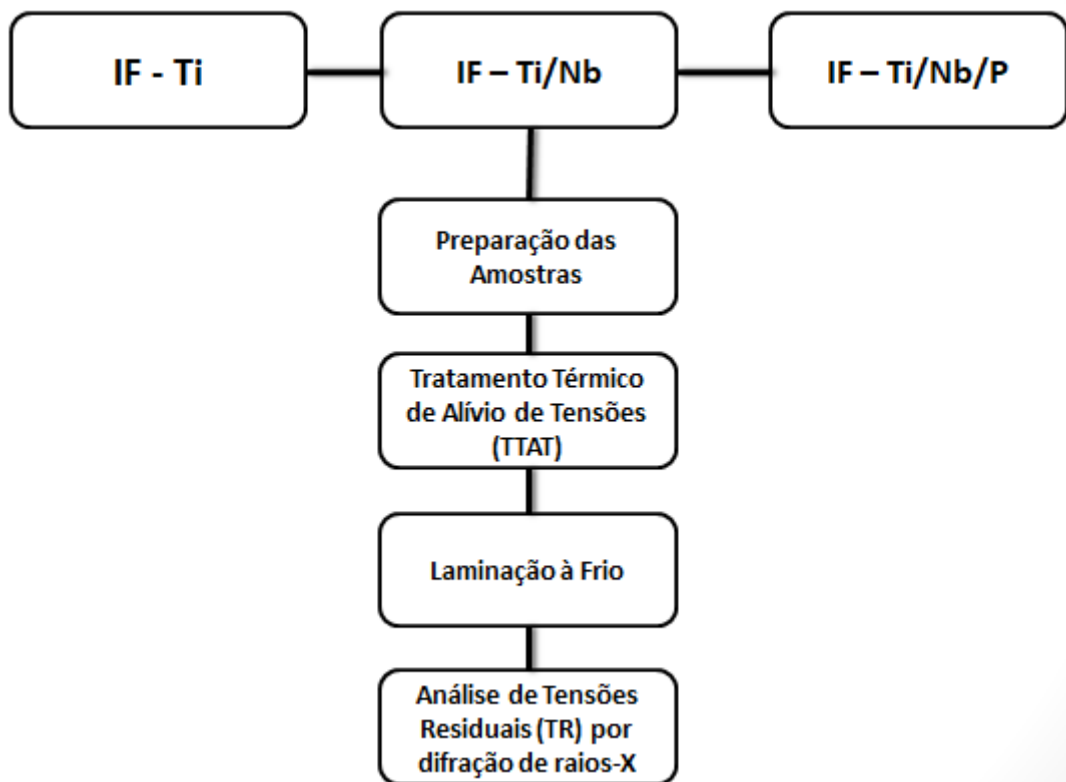 IF - Ti
IF – Ti/Nb
IF – Ti/Nb/P
Preparação das
Amostras
Tratamento Térmico
de Alívio de Tensões
(TTAT)
Laminação à Frio
Análise de Tensões
Residuais (TR) por
difração de raios-X